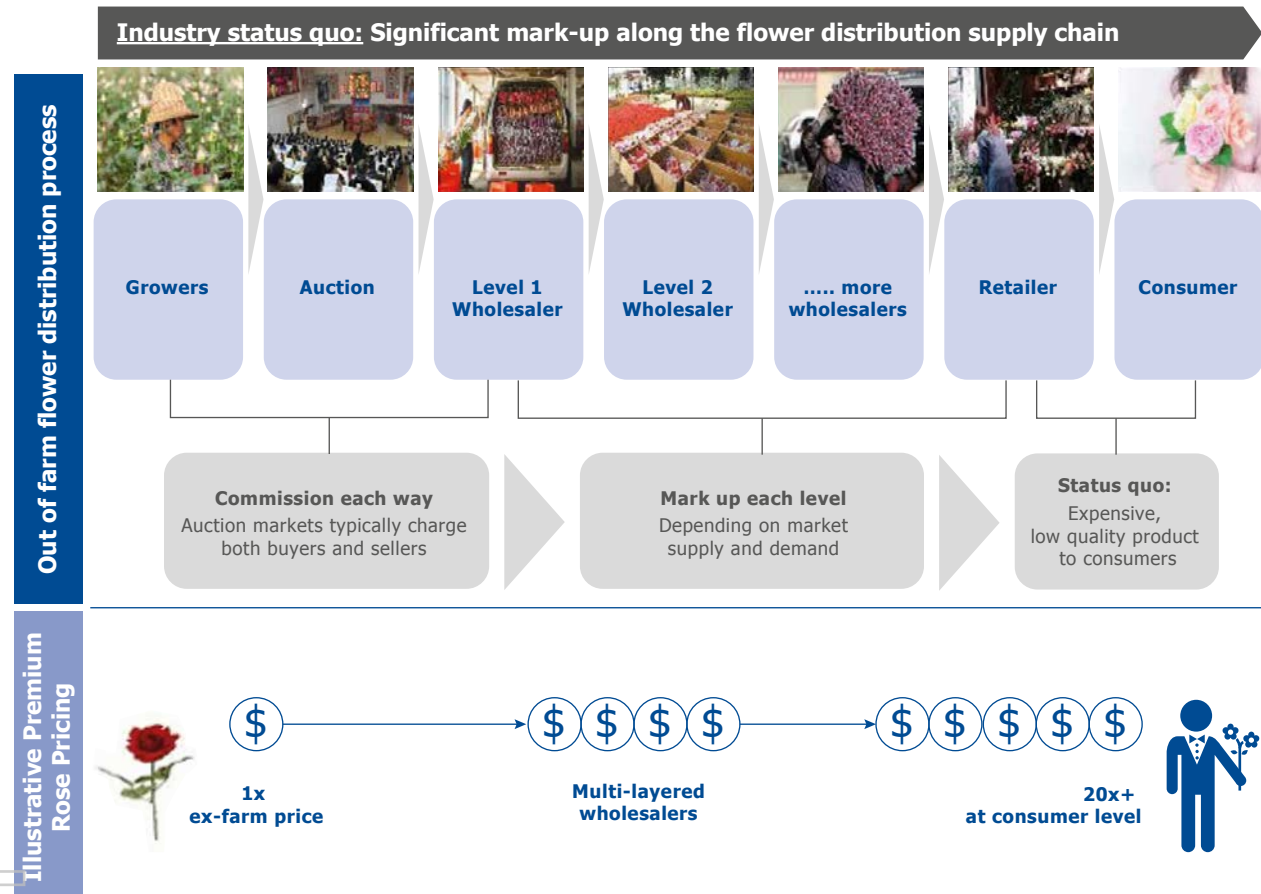 Industry status quo: Significant mark-up along the flower distribution supply chain
Out of farm flower distribution process
Growers
Auction
Level 1
Wholesaler
Level 2
Wholesaler
..... more
wholesalers
Retailer
Consumer
Commission each way
Auction markets typically charge
both buyers and sellers
Mark up each level
Depending on market
supply and demand
Status quo:
Expensive,
low quality product
to consumers
Illustrative Premium
Rose Pricing
$
$ $ $ $
$ $ $ $ $
1x
ex-farm price
Multi-layered
wholesalers
20x+
at consumer level